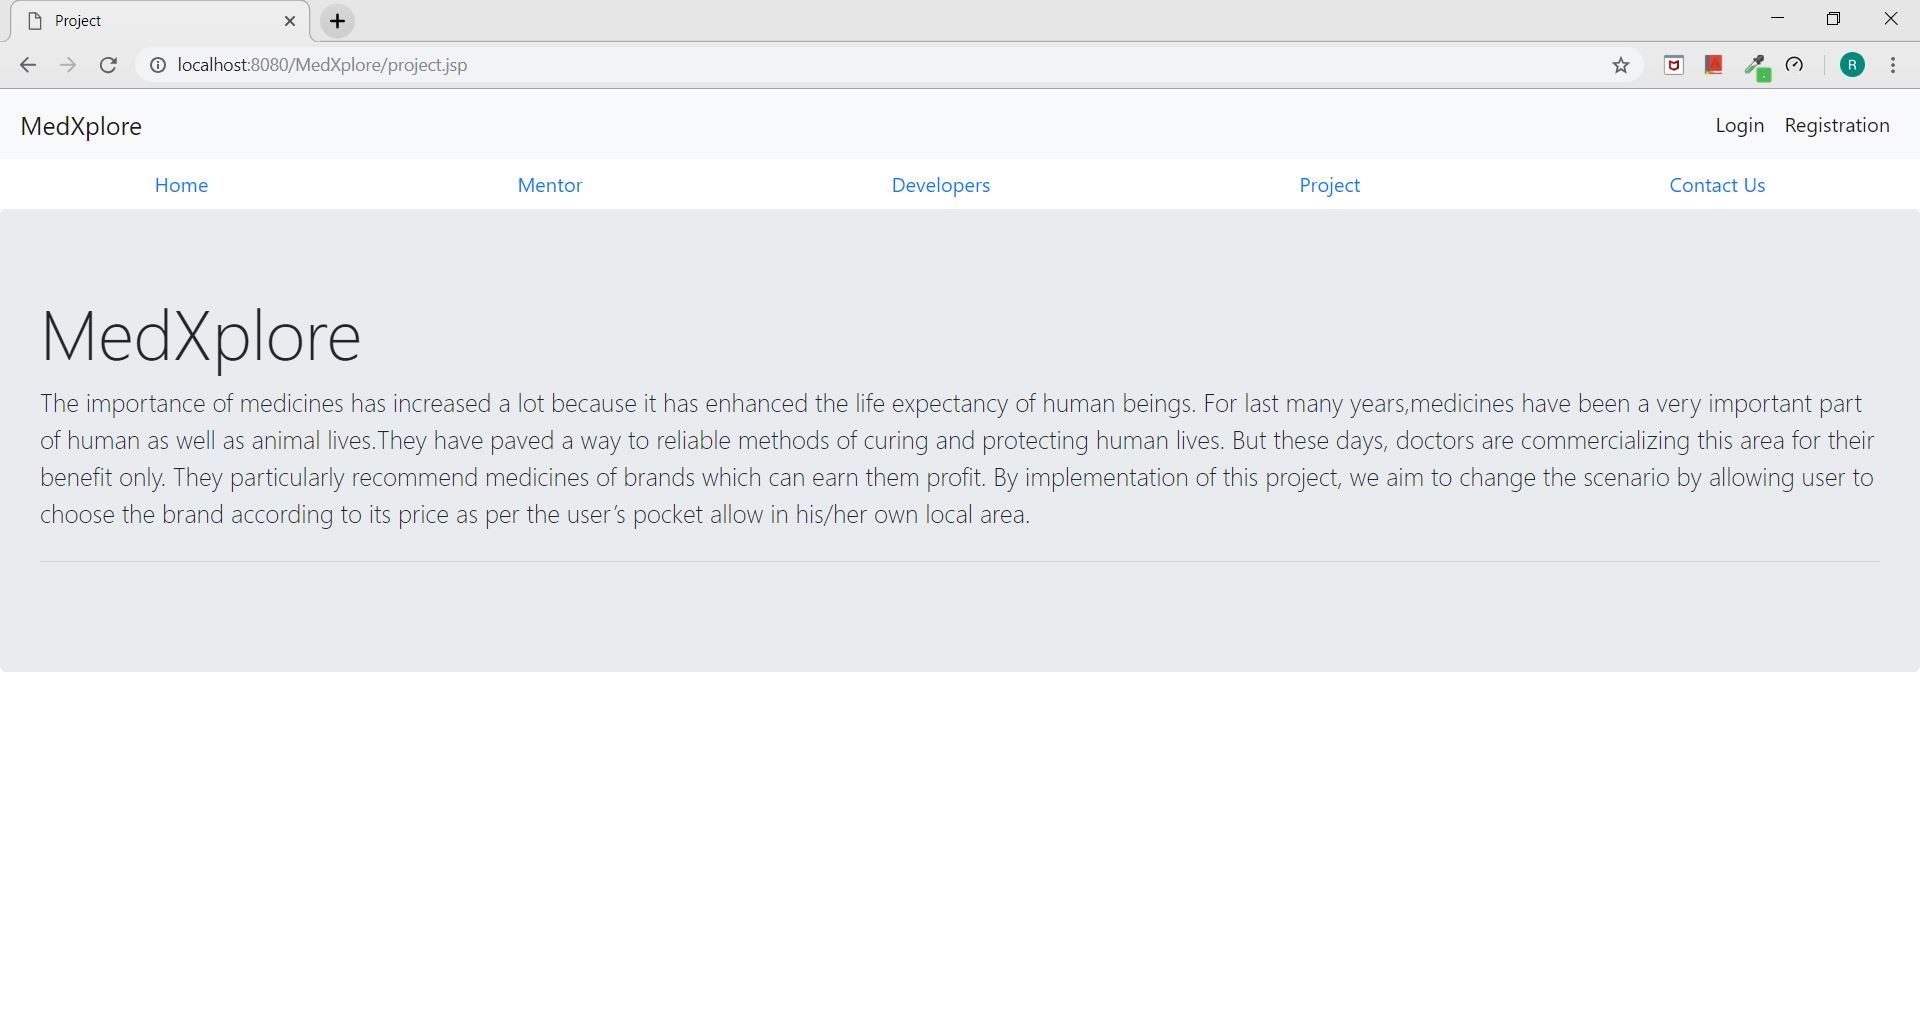 Project
localhost:8080/MedXplore/project.jsp
R
MedXplore
Login Registration
Home Mentor Developers Project Contact Us
MedXplore
The importance of medicines has increased a lot because it has enhanced the life expectancy of human beings. For last many years,medicines have been a very important part
of human as well as animal lives.They have paved a way to reliable methods of curing and protecting human lives. But these days, doctors are commercializing this area for their
benefit only. They particularly recommend medicines of brands which can earn them profit. By implementation of this project, we aim to change the scenario by allowing user to
choose the brand according to its price as per the user’s pocket allow in his/her own local area.